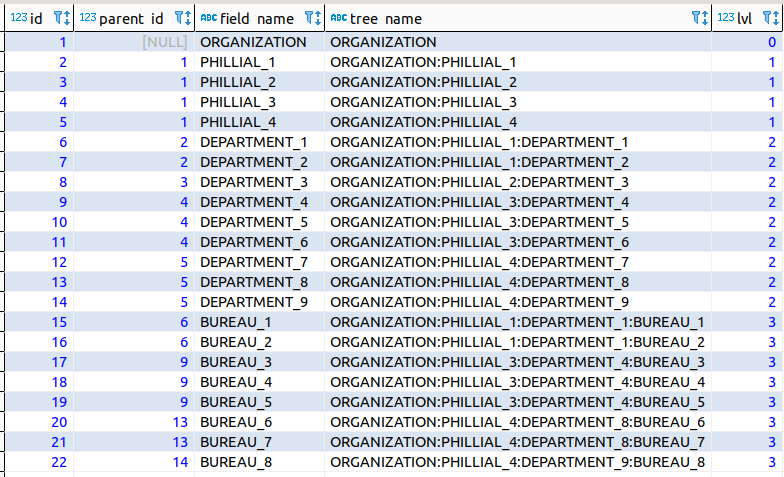 123 id 123 parent_id ABC field_name ABC tree_name 123 lvl
1 [NULL] ORGANIZATION ORGANIZATION 0
2 1 PHILLIAL_1 ORGANIZATION:PHILLIAL_1 1
3 1 PHILLIAL_2 ORGANIZATION:PHILLIAL_2 1
4 1 PHILLIAL_3 ORGANIZATION:PHILLIAL_3 1
5 1 PHILLIAL_4 ORGANIZATION:PHILLIAL_4 1
6 2 DEPARTMENT_1 ORGANIZATION:PHILLIAL_1:DEPARTMENT_1 2
7 2 DEPARTMENT_2 ORGANIZATION:PHILLIAL_1:DEPARTMENT_2 2
8 3 DEPARTMENT_3 ORGANIZATION:PHILLIAL_2:DEPARTMENT_3 2
9 4 DEPARTMENT_4 ORGANIZATION:PHILLIAL_3:DEPARTMENT_4 2
10 4 DEPARTMENT_5 ORGANIZATION:PHILLIAL_3:DEPARTMENT_5 2
11 4 DEPARTMENT_6 ORGANIZATION:PHILLIAL_3:DEPARTMENT_6 2
12 5 DEPARTMENT_7 ORGANIZATION:PHILLIAL_4:DEPARTMENT_7 2
13 5 DEPARTMENT_8 ORGANIZATION:PHILLIAL_4:DEPARTMENT_8 2
14 5 DEPARTMENT_9 ORGANIZATION:PHILLIAL_4:DEPARTMENT_9 2
15 6 BUREAU_1 ORGANIZATION:PHILLIAL_1:DEPARTMENT_1:BUREAU_1 3
16 6 BUREAU_2 ORGANIZATION:PHILLIAL_1:DEPARTMENT_1:BUREAU_2 3
17 9 BUREAU_3 ORGANIZATION:PHILLIAL_3:DEPARTMENT_4:BUREAU_3 3
18 9 BUREAU_4 ORGANIZATION:PHILLIAL_3:DEPARTMENT_4:BUREAU_4 3
19 9 BUREAU_5 ORGANIZATION:PHILLIAL_3:DEPARTMENT_4:BUREAU_5 3
20 13 BUREAU_6 ORGANIZATION:PHILLIAL_4:DEPARTMENT_8:BUREAU_6 3
21 13 BUREAU_7 ORGANIZATION:PHILLIAL_4:DEPARTMENT_8:BUREAU_7 3
22 14 BUREAU_8 ORGANIZATION:PHILLIAL_4:DEPARTMENT_9:BUREAU_8 3